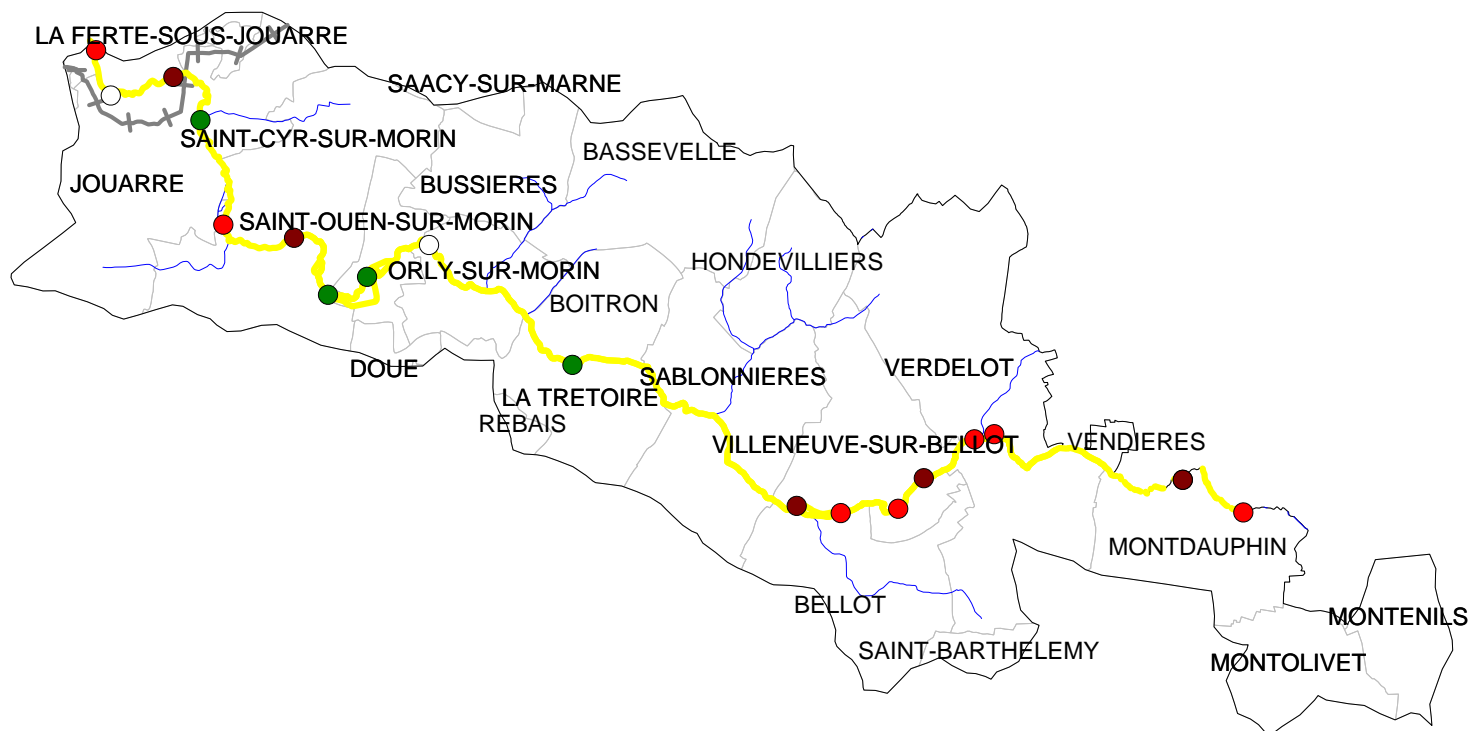 LA FERTE-SOUS-JOUARRE
SAACY-SUR-MARNE
SAINT-CYR-SUR-MORIN
BASSEVELLE
JOUARRE
BUSSIERES
SAINT-OUEN-SUR-MORIN
HONDEVILLIERS
ORLY-SUR-MORIN
BOITRON
DOUE
VERDELOT
SABLONNIERES
LA TRETOIRE
REBAIS
VILLENEUVE-SUR-BELLOT
VENDIERES
MONTDAUPHIN
BELLOT
MONTENILS
SAINT-BARTHELEMY
MONTOLIVET